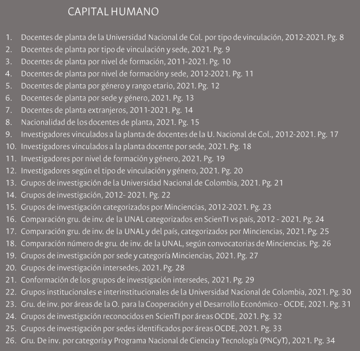 CAPITAL HUMANO
1. Docentes de planta de la Universidad Nacional de Col. por tipo de vinculación, 2012-2021. Pg. 8
2. Docentes de planta por tipo de vinculación y sede, 2021. Pg. 9
3. Docentes de planta por nivel de formación, 2011-2021. Pg. 10
4. Docentes de planta por nivel de formación y sede, 2012-2021. Pg. 11
5. Docentes de planta por género y rango etario, 2021. Pg. 12
6. Docentes de planta por sede y género, 2021. Pg. 13
7. Docentes de planta extranjeros, 2011-2021. Pg. 14
8. Nacionalidad de los docentes de planta, 2021. Pg. 15
9. Investigadores vinculados a la planta de docentes de la U. Nacional de Col., 2012-2021. Pg. 17
10. Investigadores vinculados a la planta docente por sede, 2021. Pg. 18
11. Investigadores por nivel de formación y género, 2021. Pg. 19
12. Investigadores según el tipo de vinculación y género, 2021. Pg. 20
13. Grupos de investigación de la Universidad Nacional de Colombia, 2021. Pg. 21
14. Grupos de investigación, 2012- 2021. Pg. 22
15. Grupos de investigación categorizados por Minciencias, 2012-2021. Pg. 23
16. Comparación gru. de inv. de la UNAL categorizados en ScienTI vs país, 2012 - 2021. Pg. 24
17. Comparación gru. de inv. de la UNAL y del país, categorizados por Minciencias, 2021. Pg. 25
18. Comparación número de gru. de inv. de la UNAL, según convocatorias de Minciencias. Pg. 26
19. Grupos de investigación por sede y categoría Minciencias, 2021. Pg. 27
20. Grupos de investigación intersedes, 2021. Pg. 28
21. Conformación de los grupos de investigación intersedes, 2021. Pg. 29
22. Grupos institucionales e interinstitucionales de la Universidad Nacional de Colombia, 2021. Pg. 30
23. Gru. de inv. por áreas de la O. para la Cooperación y el Desarrollo Económico - OCDE, 2021. Pg. 31
24. Grupos de investigación reconocidos en ScienTI por áreas OCDE, 2021. Pg. 32
25. Grupos de investigación por sedes identificados por áreas OCDE, 2021. Pg. 33
26. Gru. De inv. por categoría y Programa Nacional de Ciencia y Tecnología (PNCyT), 2021. Pg. 34